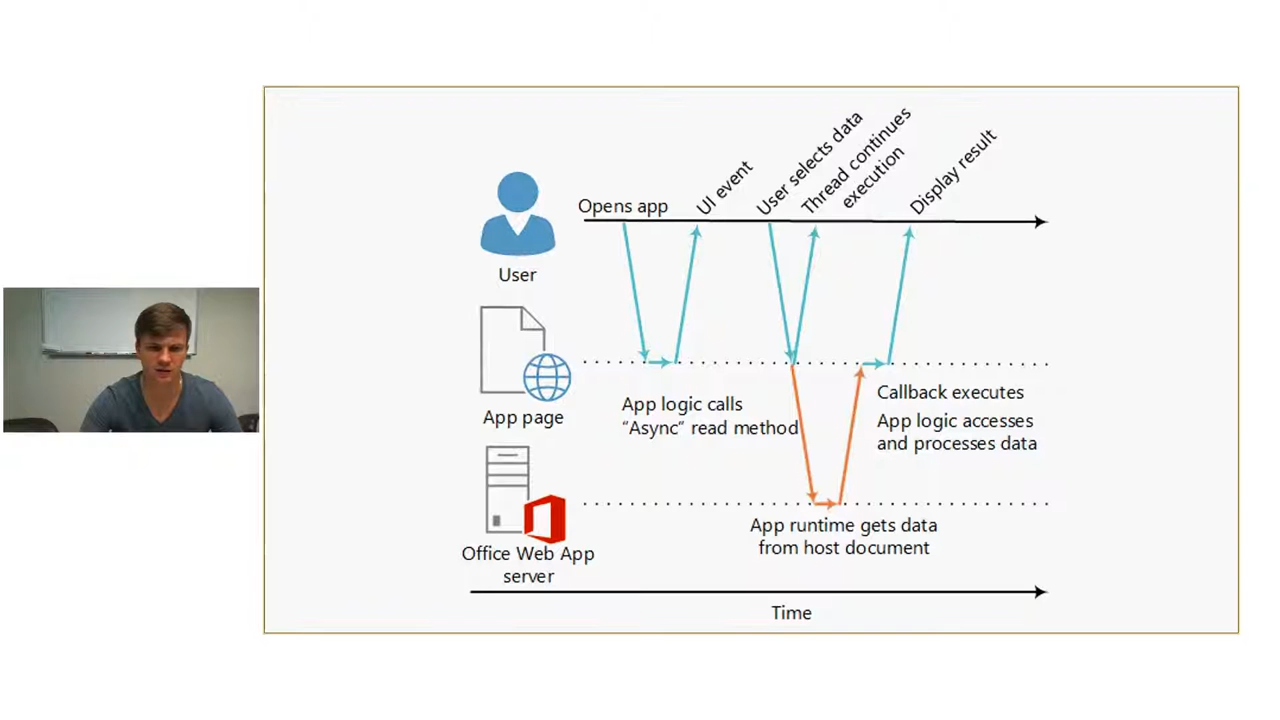 Opens app
UI event
User selects data
Thread continues
execution
Display result
User
App page
App logic calls
“Async” read method
Callback executes
App logic accesses
and processes data
Office Web App
server
App runtime gets data
from host document
Time